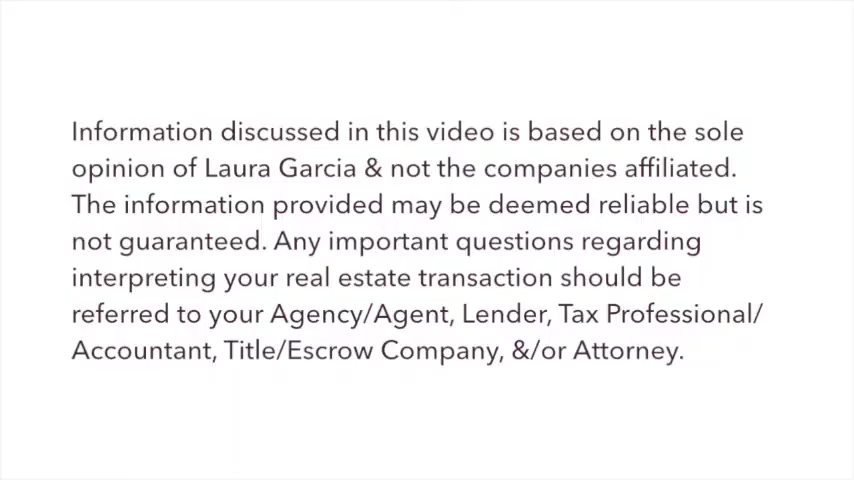 Information discussed in this video is based on the sole
opinion of Laura Garcia & not the companies affiliated.
The information provided may be deemed reliable but is
not guaranteed. Any important questions regarding
interpreting your real estate transaction should be
referred to your Agency/Agent, Lender, Tax Professional/
Accountant, Title/Escrow Company, &/or Attorney.